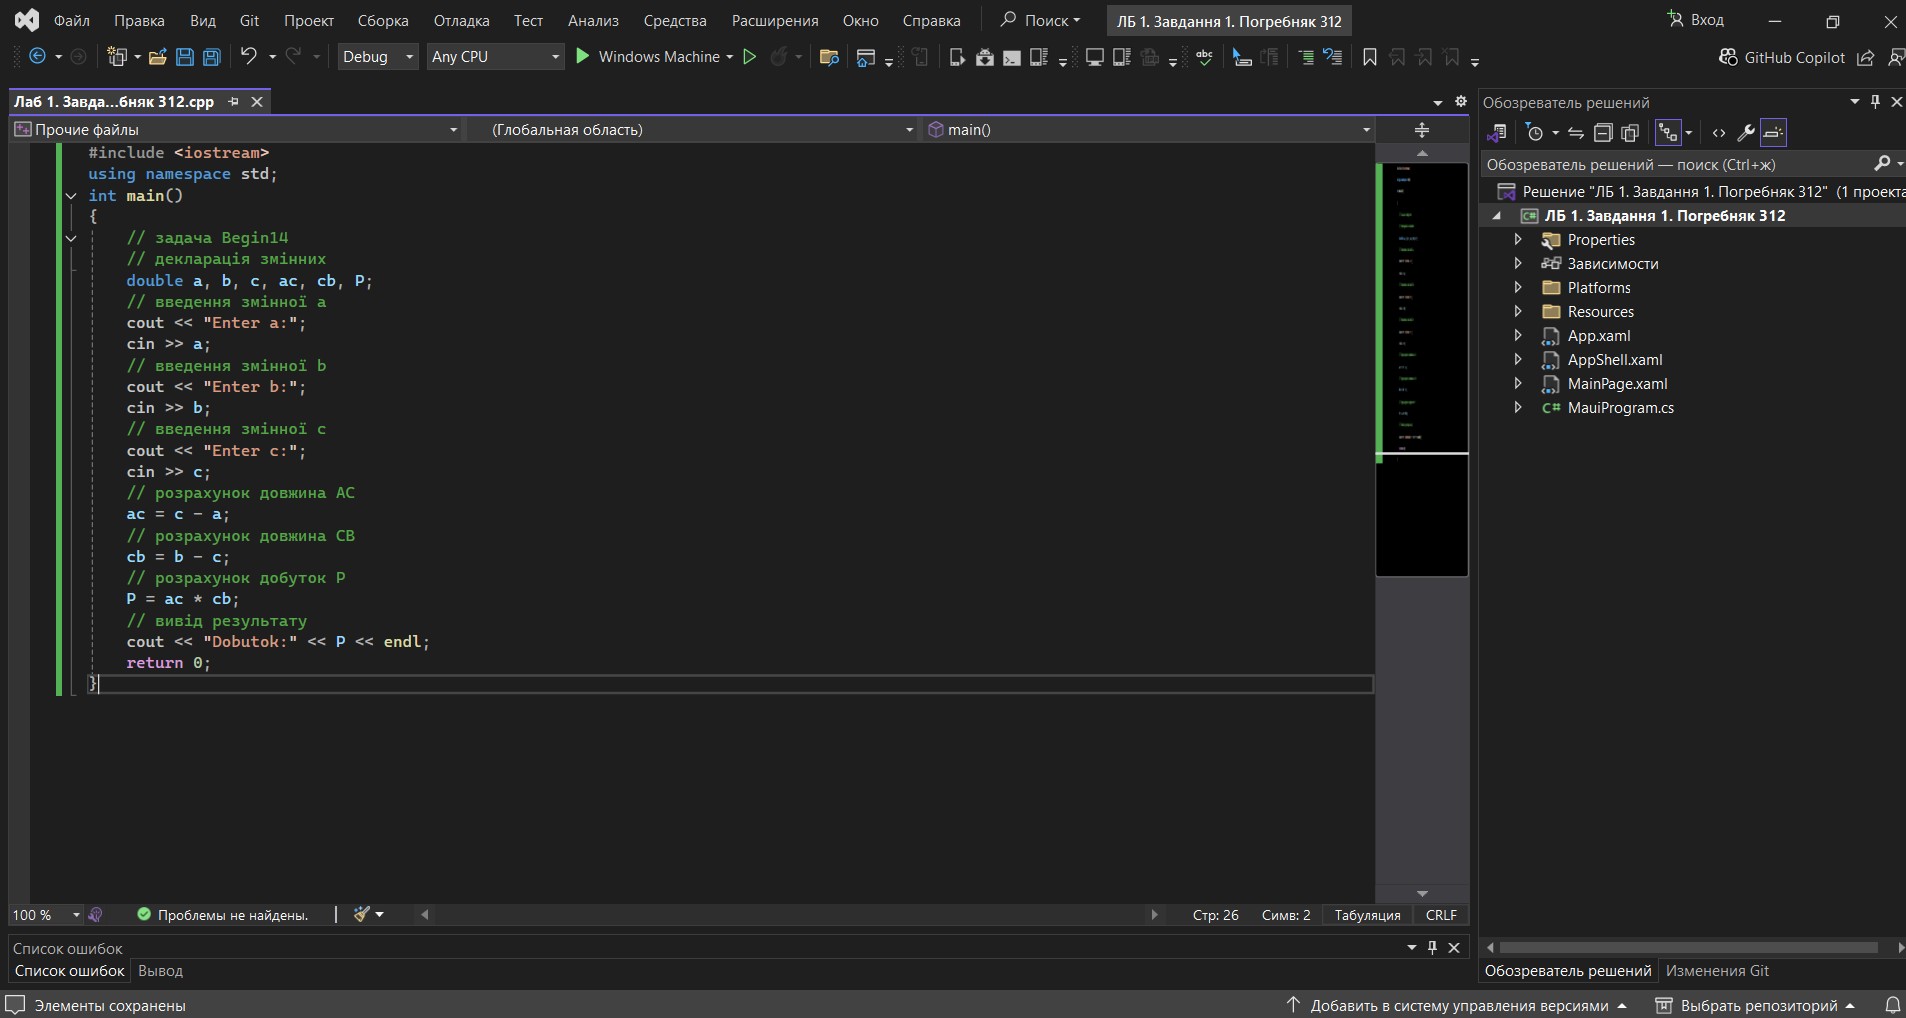 Файл Правка Вид Git Проект Сборка Отладка Тест Анализ Средства Расширения Окно Справка Поиск ЛБ 1. Завдання 1. Погребняк 312 Вход
Debug Any CPU Windows Machine abc GitHub Copilot
Лаб 1. Завда...бняк 312.cpp
Прочие файлы (Глобальная область) main()
#include <iostream>
using namespace std;
int main()
{
// задача Begin14
// декларація змінних
double a, b, c, ac, cb, P;
// введення змінної a
cout << "Enter a:";
cin >> a;
// введення змінної b
cout << "Enter b:";
cin >> b;
// введення змінної c
cout << "Enter c:";
cin >> c;
// розрахунок довжина AC
ac = c - a;
// розрахунок довжина CB
cb = b - c;
// розрахунок добуток P
P = ac * cb;
// вивід результату
cout << "Dobutok:" << P << endl;
return 0;
}
100 % Проблемы не найдены. Стр: 26 Симв: 2 Табуляция CRLF
Список ошибок
Список ошибок Вывод
Обозреватель решений
Обозреватель решений — поиск (Ctrl+ж)
Решение "ЛБ 1. Завдання 1. Погребняк 312" (1 проекта
C# ЛБ 1. Завдання 1. Погребняк 312
Properties
Зависимости
Platforms
Resources
App.xaml
AppShell.xaml
MainPage.xaml
C# MauiProgram.cs
Обозреватель решений Изменения Git
Элементы сохранены Добавить в систему управления версиями Выбрать репозиторий